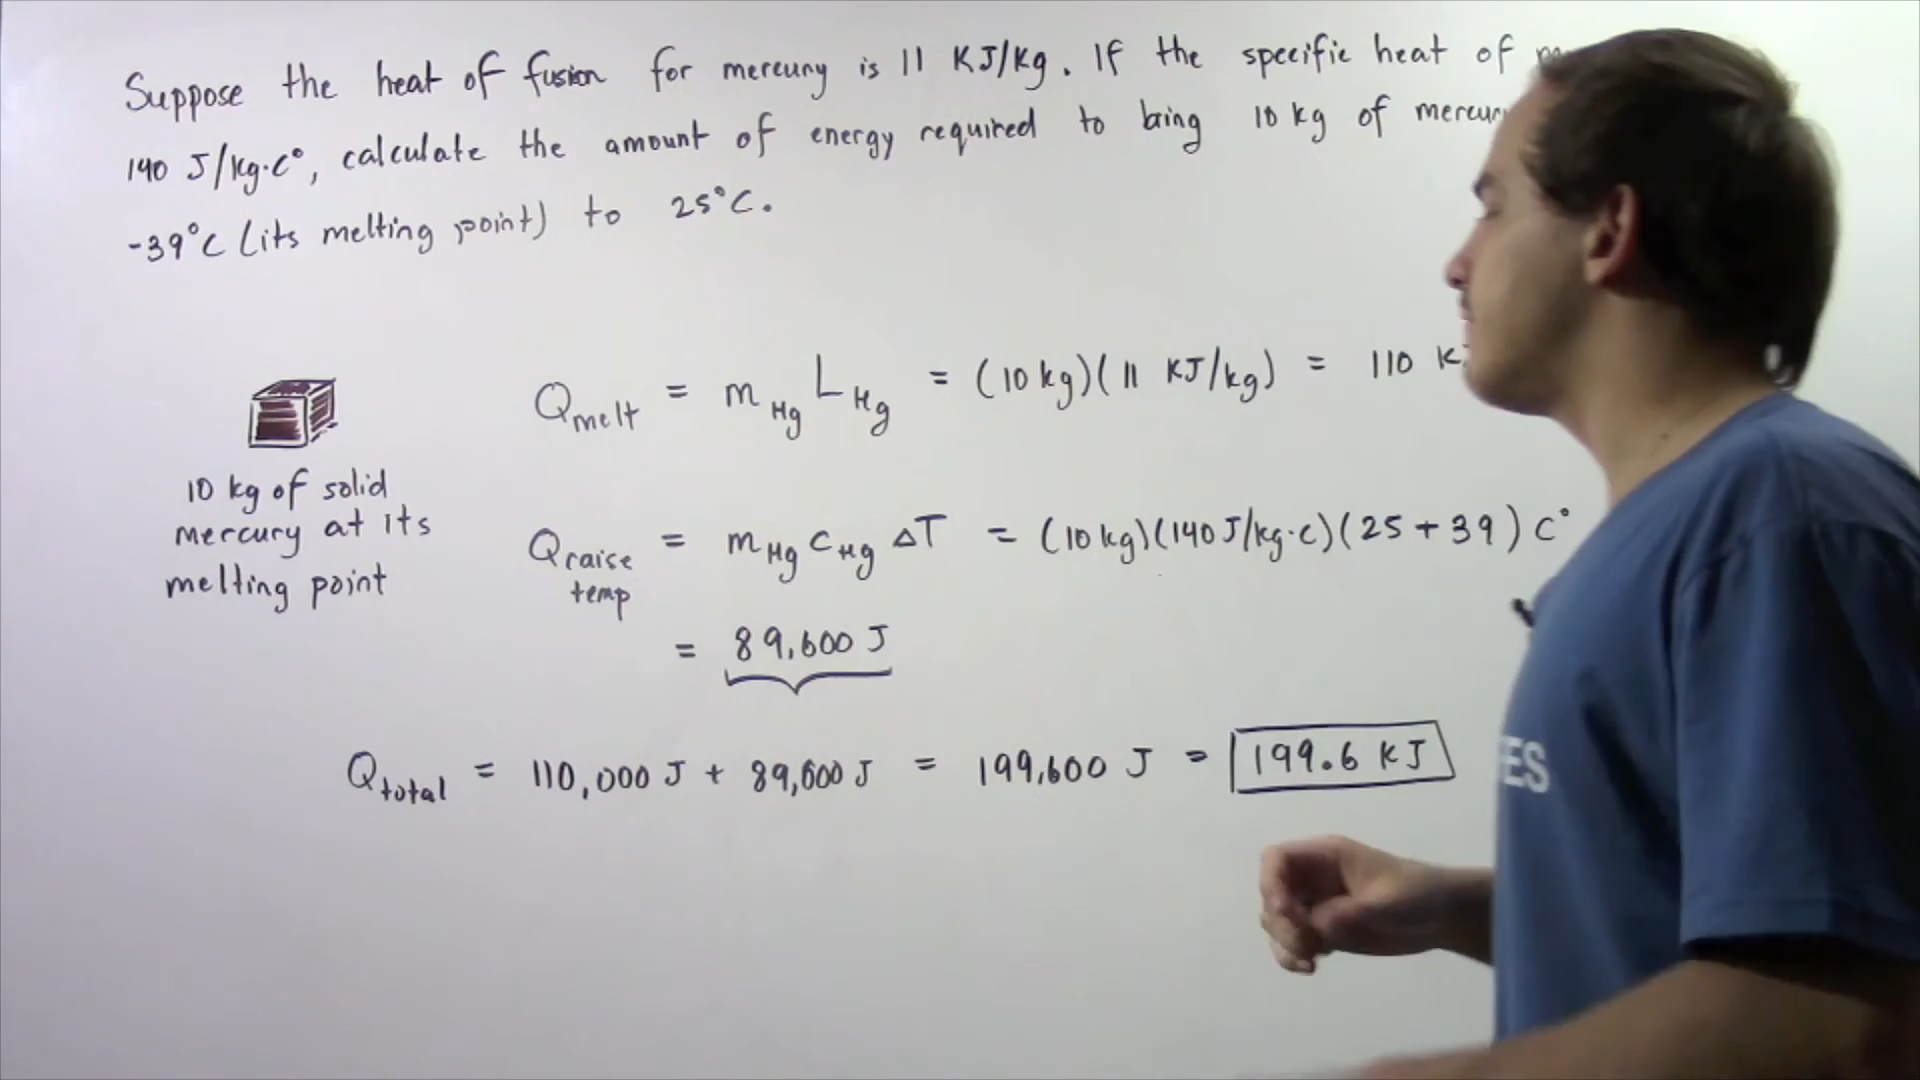 Suppose the heat of fusion for mercury is 11 KJ/kg. If the specific heat of
140 J/kg·C°, calculate the amount of energy required to bring 10 kg of
-39°C (its melting point) to 25°C.
Qmelt = mHg LHg = (10 kg)(11 KJ/kg) = 110
10 kg of solid
mercury at its
melting point
Qraise temp = mHg cHg ΔT = (10 kg)(140 J/kg·C)(25 + 39) C°
= 89,600 J
Qtotal = 110,000 J + 89,600 J = 199,600 J = 199.6 KJ